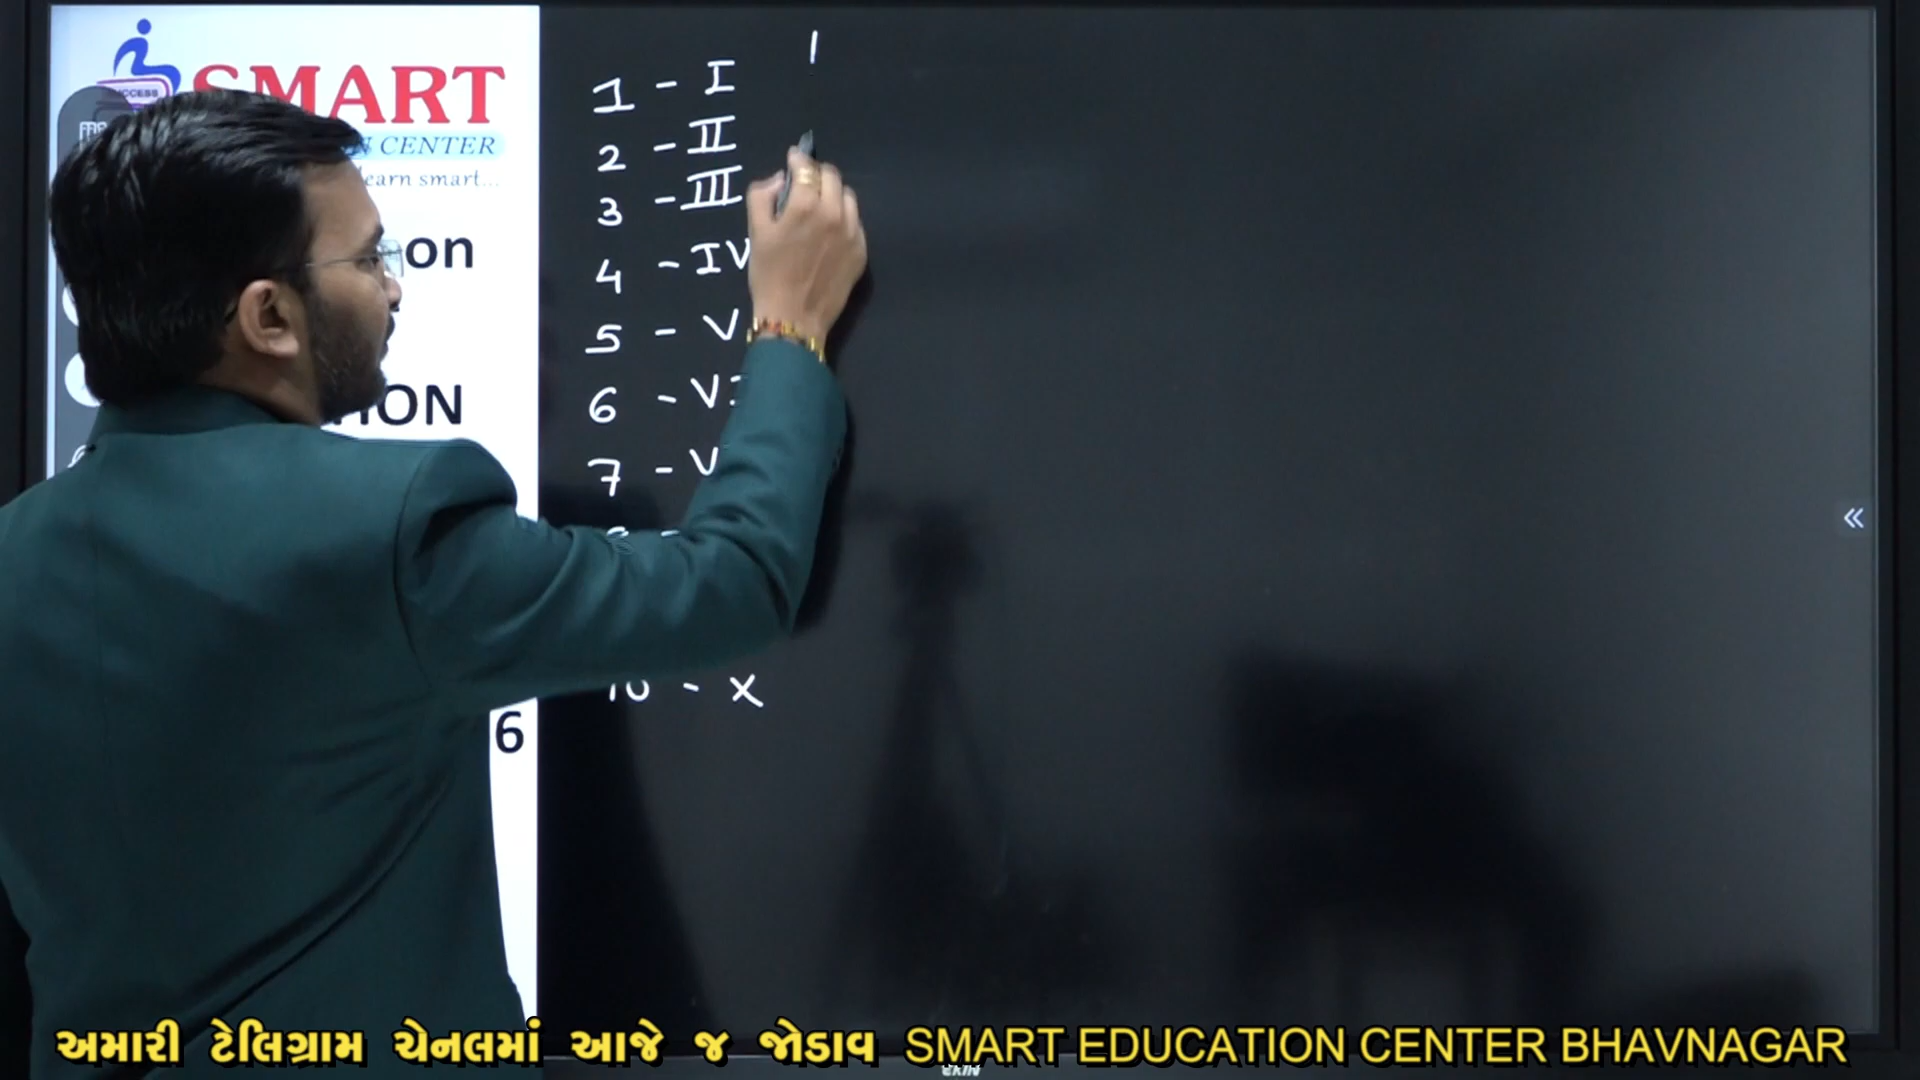 SMART
CENTER
earn smart...
on
ION
6
1 - I
2 - II
3 - III
4 - IV
5 - V
6 - VI
7 - V
10 - X
અમારી ટેલિગ્રામ ચેનલમાં આજે જ જોડાવ SMART EDUCATION CENTER BHAVNAGAR